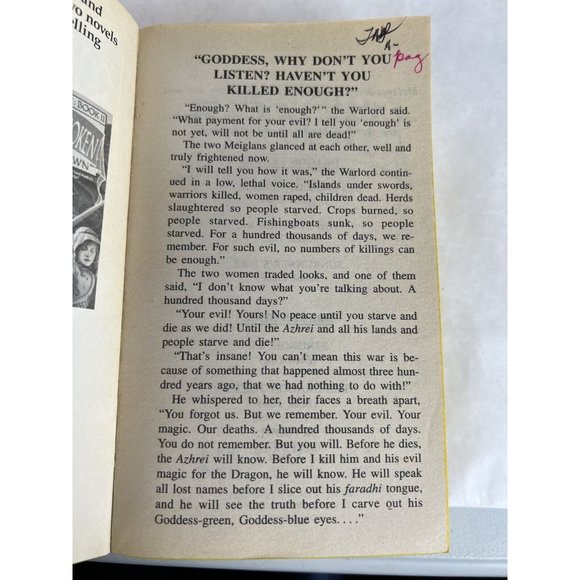 and
vo novels
elling
BOOK II
OKEN
WN
"GODDESS, WHY DON'T YOU
LISTEN? HAVEN'T YOU
KILLED ENOUGH?"
"Enough? What is 'enough?'" the Warlord said.
"What payment for your evil? I tell you 'enough' is
not yet, will not be until all are dead!"
The two Meiglans glanced at each other, well and
truly frightened now.
"I will tell you how it was," the Warlord contin-
ued in a low, lethal voice. "Islands under swords,
warriors killed, women raped, children dead. Herds
slaughtered so people starved. Crops burned, so
people starved. Fishingboats sunk, so people
starved. For a hundred thousands of days, we re-
member. For such evil, no numbers of killings can
be enough."
The two women traded looks, and one of them
said, "I don't know what you're talking about. A
hundred thousand days?"
"Your evil! Yours! No peace until you starve and
die as we did! Until the Azhrei and all his lands and
people starve and die!"
"That's insane! You can't mean this war is be-
cause of something that happened almost three hun-
dred years ago, that we had nothing to do with!"
He whispered to her, their faces a breath apart,
"You forgot us. But we remember. Your evil. Your
magic. Our deaths. A hundred thousands of days.
You do not remember. But you will. Before he dies,
the Azhrei will know. Before I kill him and his evil
magic for the Dragon, he will know. He will speak
all lost names before I slice out his faradhi tongue,
and he will see the truth before I carve out his
Goddess-green, Goddess-blue eyes. . . ."